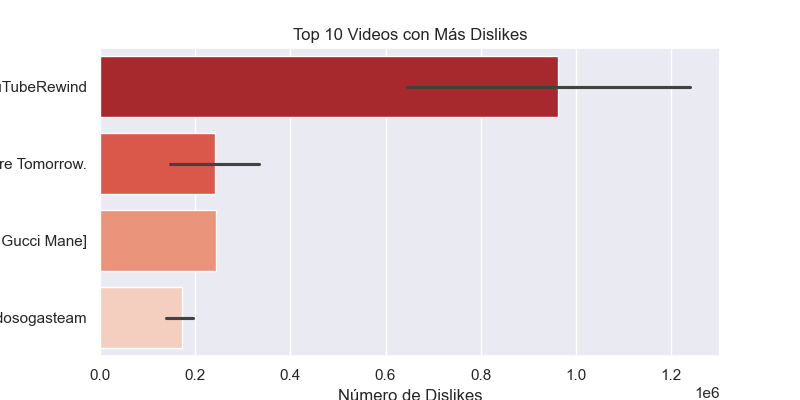 Top 10 Videos con Más Dislikes
uTubeRewind
re Tomorrow.
Gucci Mane]
dosogasteam
0.0 0.2 0.4 0.6 0.8 1.0 1.2
1e6
Número de Dislikes